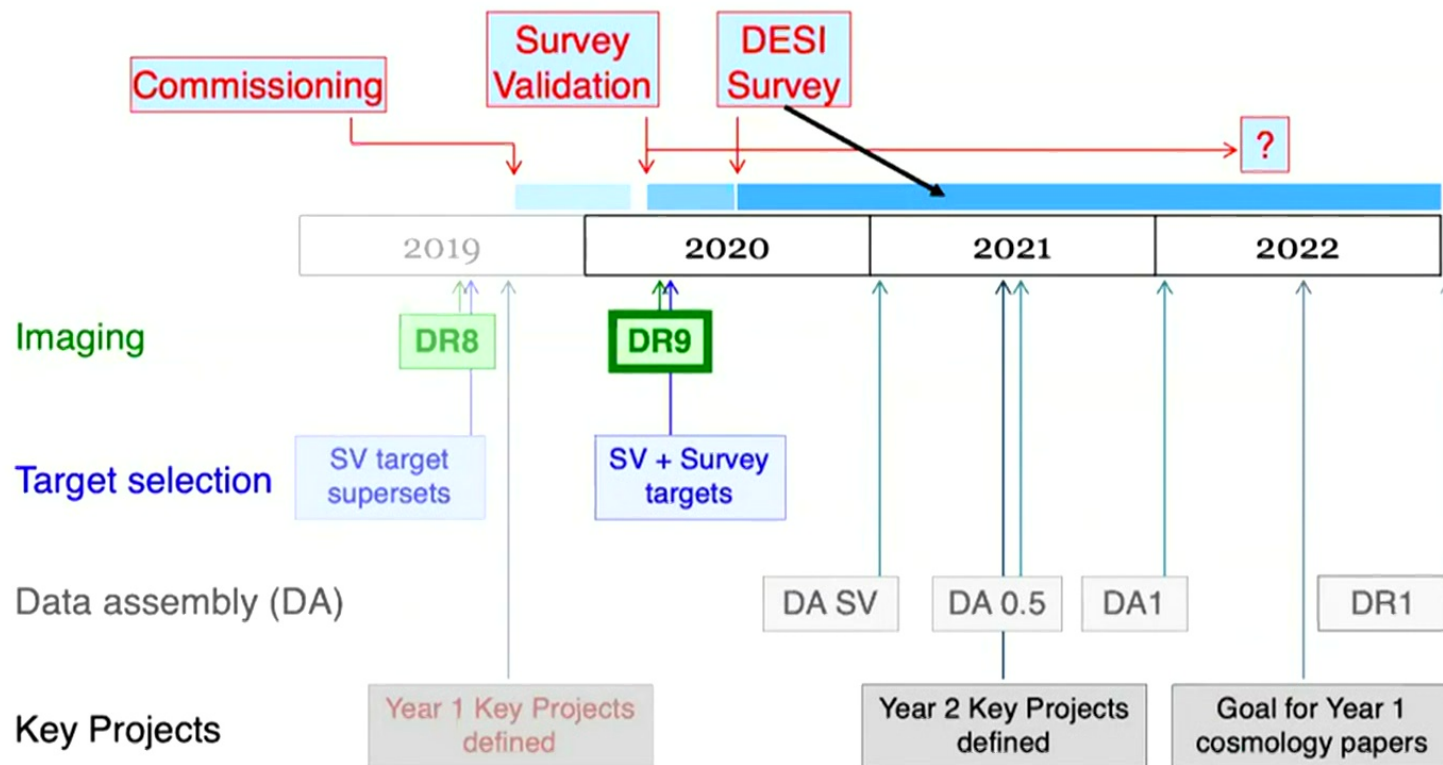 Commissioning
Survey
Validation
DESI
Survey
?
2019
2020
2021
2022
Imaging
DR8
DR9
Target selection
SV target
supersets
SV + Survey
targets
Data assembly (DA)
DA SV
DA 0.5
DA1
DR1
Key Projects
Year 1 Key Projects
defined
Year 2 Key Projects
defined
Goal for Year 1
cosmology papers